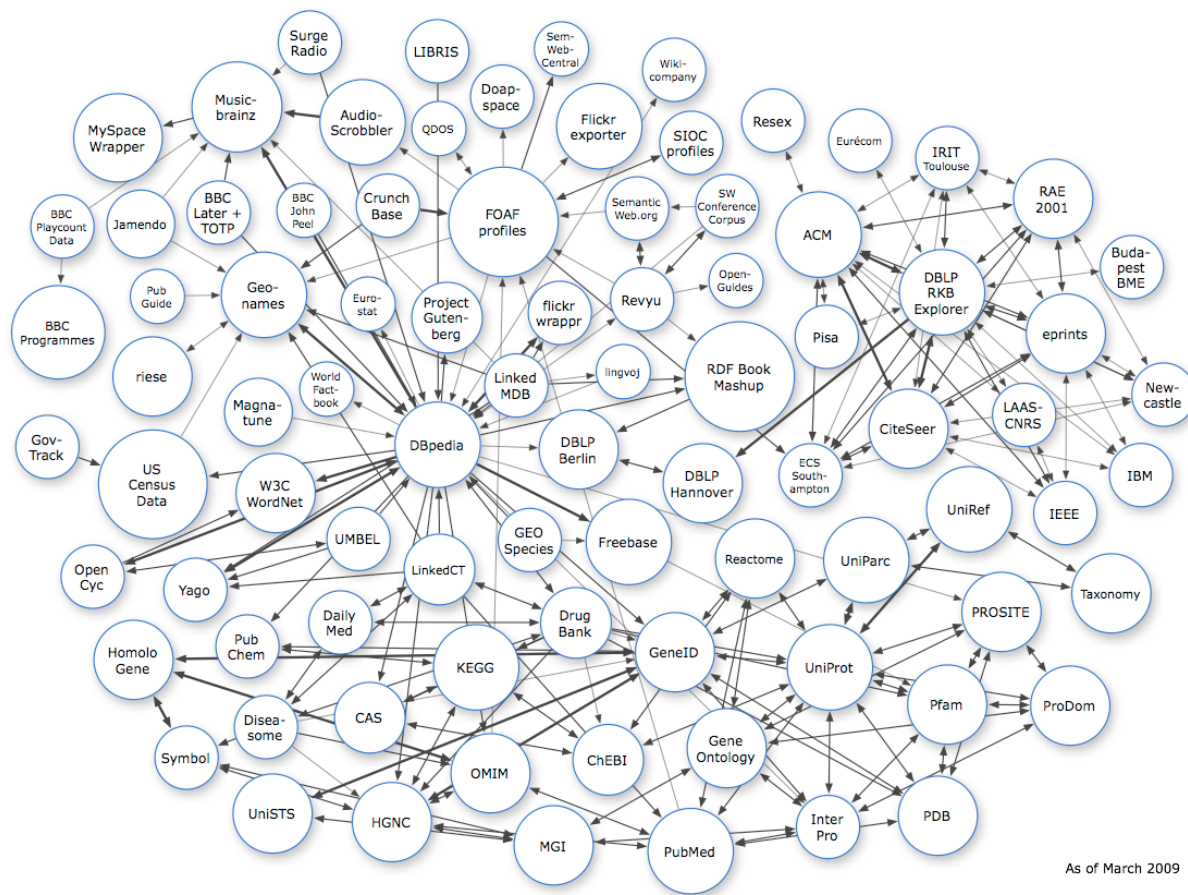 Surge
Radio
LIBRIS
Sem-
Web-
Central
Wiki-
company
Music-
brainz
Audio-
Scrobbler
Doap-
space
Flickr
exporter
MySpace
Wrapper
QDOS
SIOC
profiles
Resex
Eurécom
IRIT
Toulouse
RAE
2001
BBC
Playcount
Data
Jamendo
BBC
Later +
TOTP
BBC
John
Peel
Crunch
Base
FOAF
profiles
Semantic
Web.org
SW
Conference
Corpus
ACM
DBLP
RKB
Explorer
Buda-
pest
BME
Pub
Guide
Geo-
names
Euro-
stat
Project
Guten-
berg
flickr
wrappr
Revyu
Open-
Guides
Pisa
eprints
BBC
Programmes
riese
World
Fact-
book
Linked
MDB
lingvoj
RDF Book
Mashup
New-
castle
Magna-
tune
DBpedia
DBLP
Berlin
CiteSeer
LAAS-
CNRS
Gov-
Track
US
Census
Data
W3C
WordNet
DBLP
Hannover
ECS
South-
ampton
IBM
IEEE
UniRef
Open
Cyc
Yago
UMBEL
LinkedCT
GEO
Species
Freebase
Reactome
UniParc
Taxonomy
Daily
Med
Drug
Bank
PROSITE
Homolo
Gene
Pub
Chem
KEGG
GeneID
UniProt
Pfam
ProDom
Symbol
Disea-
some
CAS
OMIM
ChEBI
Gene
Ontology
UniSTS
HGNC
MGI
PubMed
Inter
Pro
PDB
As of March 2009